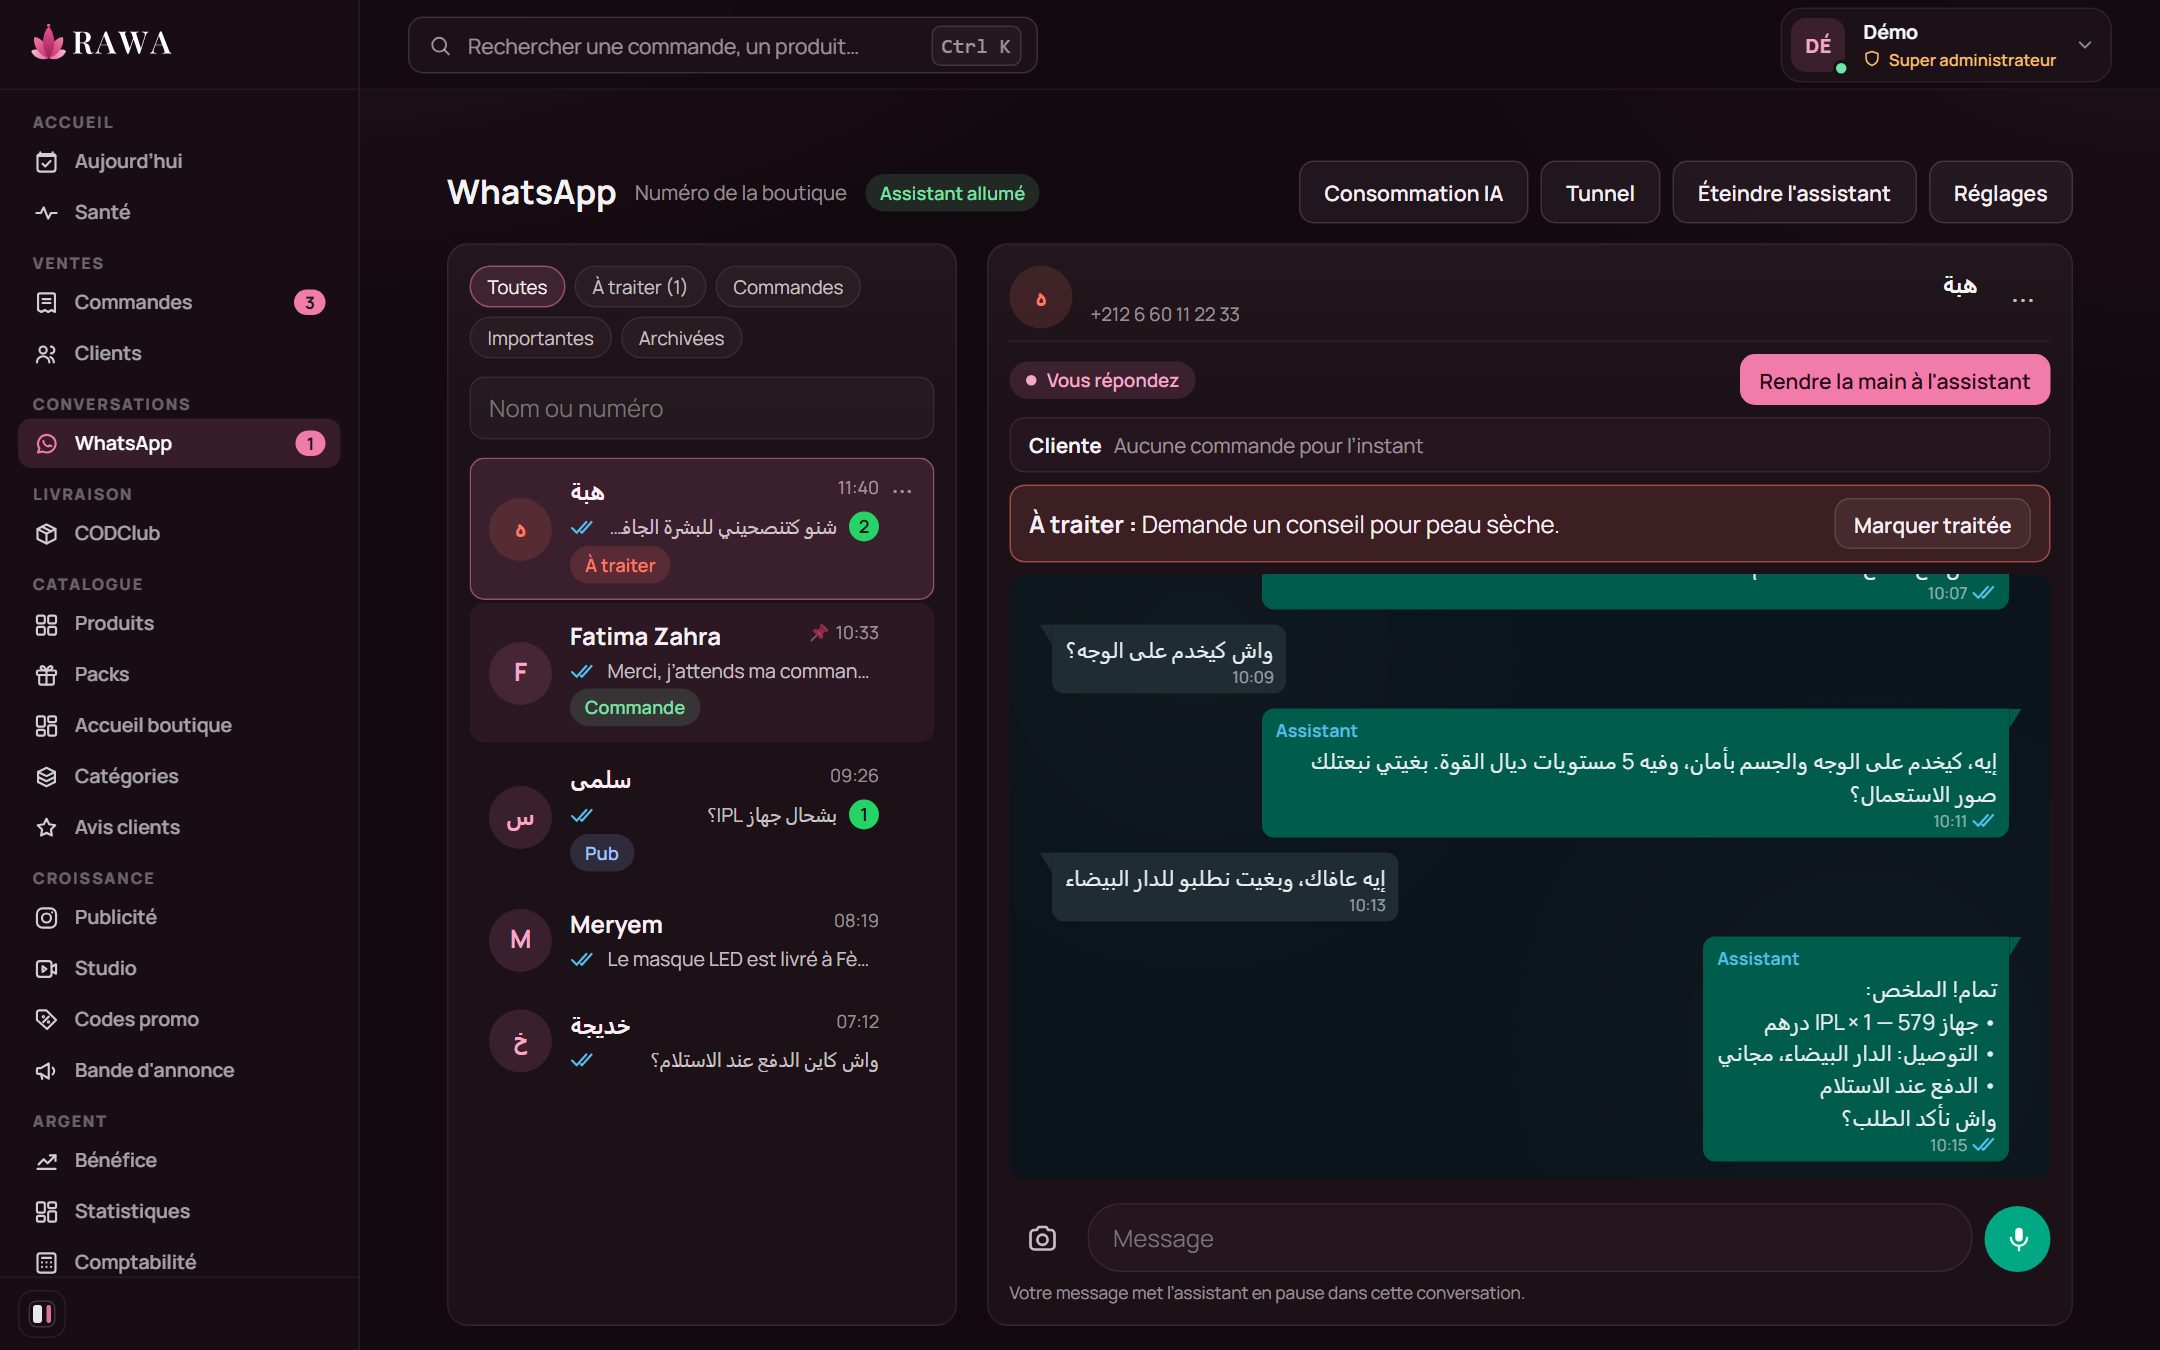 RAWA
Rechercher une commande, un produit...
Ctrl K
DÉ
Démo
Super administrateur
ACCUEIL
Aujourd'hui
Santé
VENTES
Commandes
3
Clients
CONVERSATIONS
WhatsApp
1
LIVRAISON
CODClub
CATALOGUE
Produits
Packs
Accueil boutique
Catégories
Avis clients
CROISSANCE
Publicité
Studio
Codes promo
Bande d'annonce
ARGENT
Bénéfice
Statistiques
Comptabilité
WhatsApp
Numéro de la boutique
Assistant allumé
Consommation IA
Tunnel
Éteindre l'assistant
Réglages
Toutes
À traiter (1)
Commandes
Importantes
Archivées
Nom ou numéro
ه
هبة
11:40
شنو كتنصحيني للبشرة الجاف...
2
À traiter
F
Fatima Zahra
10:33
Merci, j'attends ma comman...
Commande
س
سلمى
09:26
بشحال جهاز IPL؟
1
Pub
M
Meryem
08:19
Le masque LED est livré à Fè...
خ
خديجة
07:12
واش كاين الدفع عند الاستلام؟
ه
هبة
+212 6 60 11 22 33
Vous répondez
Rendre la main à l'assistant
Cliente Aucune commande pour l'instant
À traiter : Demande un conseil pour peau sèche.
Marquer traitée
10:07
واش كيخدم على الوجه؟
10:09
Assistant
إيه، كيخدم على الوجه والجسم بأمان، وفيه 5 مستويات ديال القوة. بغيتي نبعتلك
صور الاستعمال؟
10:11
إيه عافاك، وبغيت نطلبو للدار البيضاء
10:13
Assistant
تمام! الملخص:
• جهاز IPL × 1 — 579 درهم
• التوصيل: الدار البيضاء، مجاني
• الدفع عند الاستلام
واش نأكد الطلب؟
10:15
Message
Votre message met l'assistant en pause dans cette conversation.